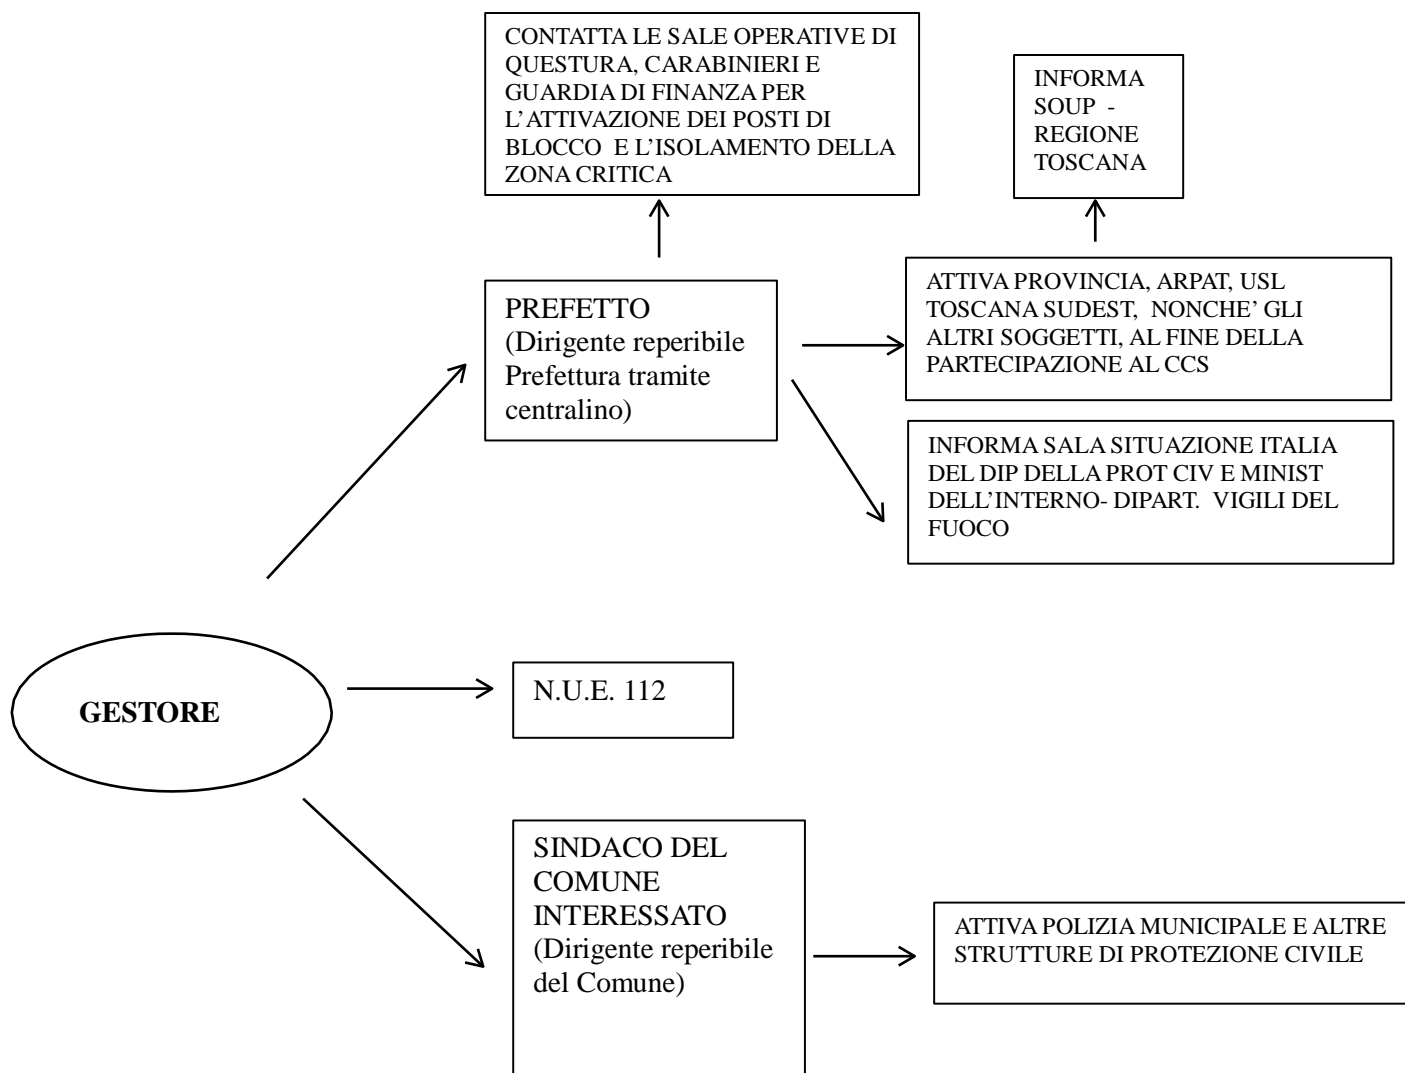 CONTATTA LE SALE OPERATIVE DI
QUESTURA, CARABINIERI E
GUARDIA DI FINANZA PER
L'ATTIVAZIONE DEI POSTI DI
BLOCCO E L'ISOLAMENTO DELLA
ZONA CRITICA
INFORMA
SOUP -
REGIONE
TOSCANA
PREFETTO
(Dirigente reperibile
Prefettura tramite
centralino)
ATTIVA PROVINCIA, ARPAT, USL
TOSCANA SUDEST, NONCHE' GLI
ALTRI SOGGETTI, AL FINE DELLA
PARTECIPAZIONE AL CCS
INFORMA SALA SITUAZIONE ITALIA
DEL DIP DELLA PROT CIV E MINIST
DELL'INTERNO- DIPART. VIGILI DEL
FUOCO
GESTORE
N.U.E. 112
SINDACO DEL
COMUNE
INTERESSATO
(Dirigente reperibile
del Comune)
ATTIVA POLIZIA MUNICIPALE E ALTRE
STRUTTURE DI PROTEZIONE CIVILE